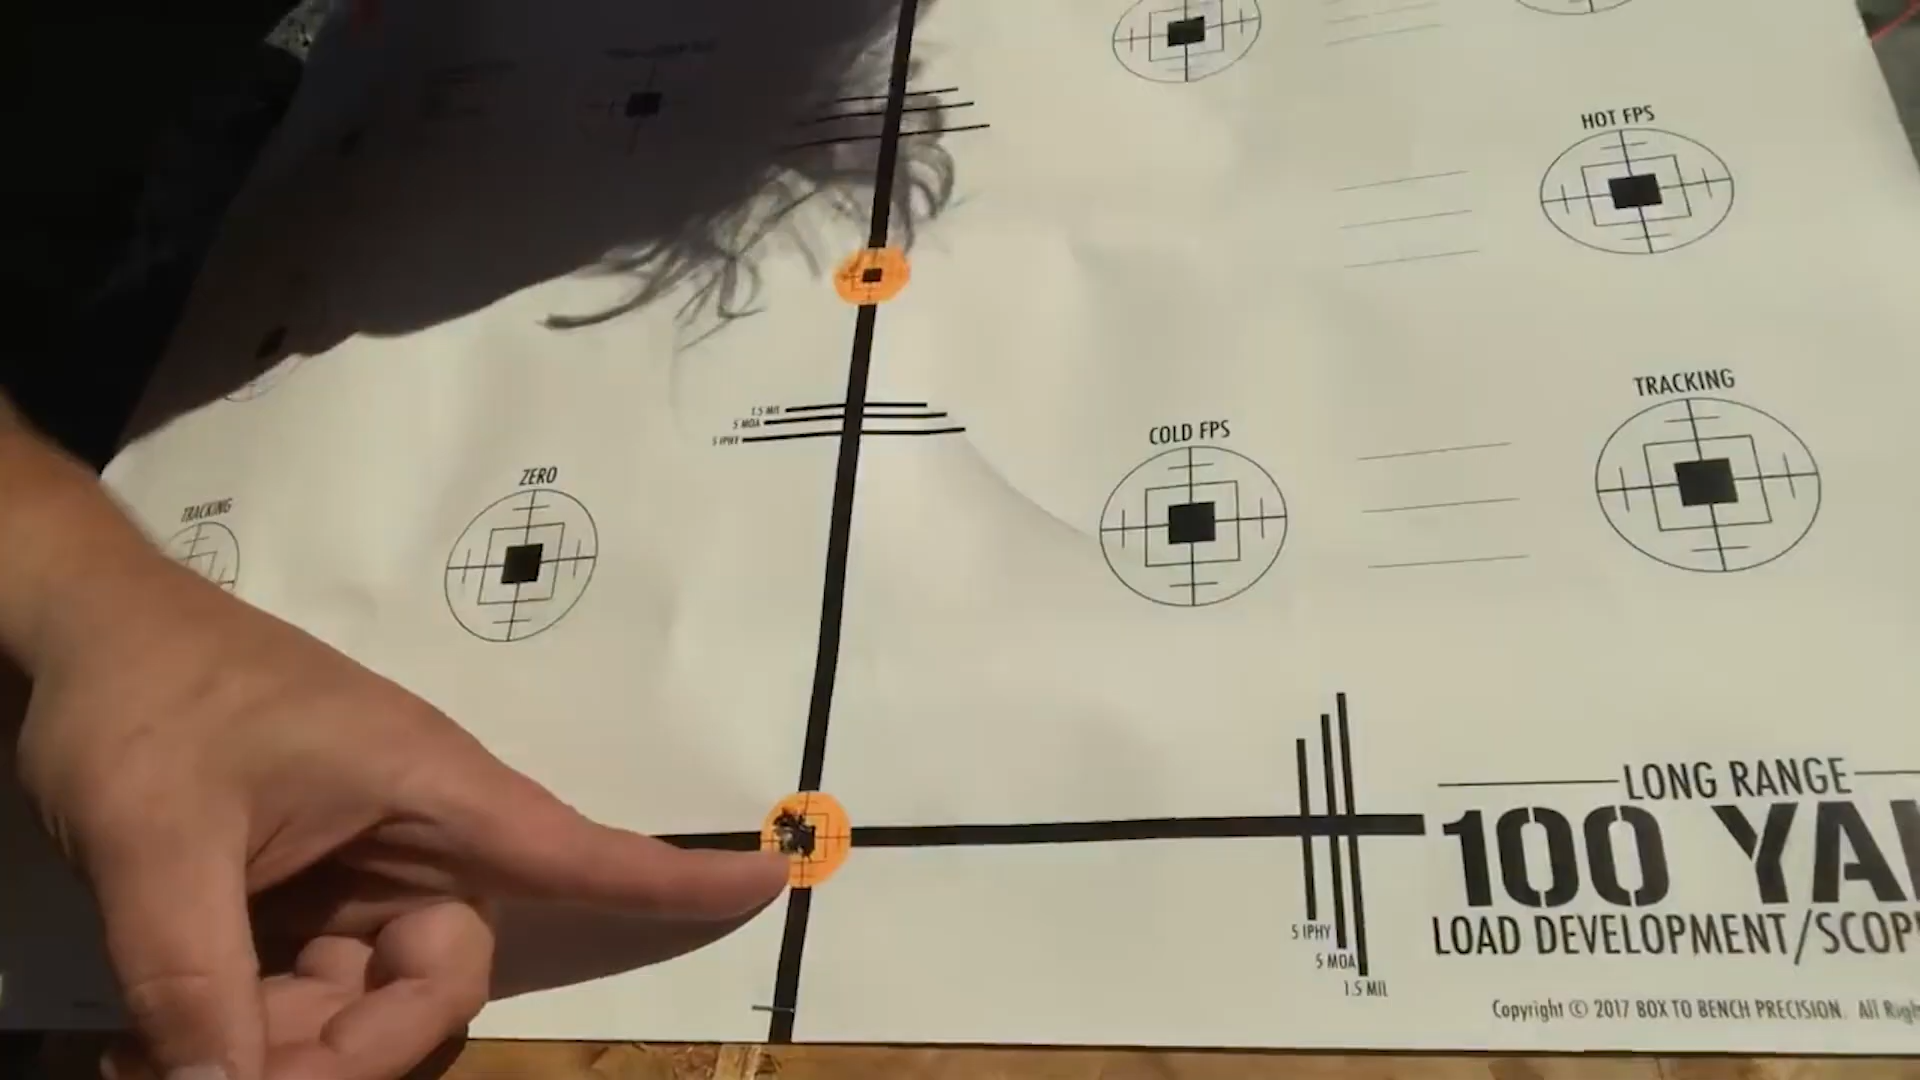 HOT FPS
TRACKING
1.5 MIL
5 MOA
5 IPHY
COLD FPS
ZERO
TRACKING
LONG RANGE
100 YA
LOAD DEVELOPMENT/SCOP
5 IPHY
5 MOA
1.5 MIL
Copyright © 2017 BOX TO BENCH PRECISION. All Righ